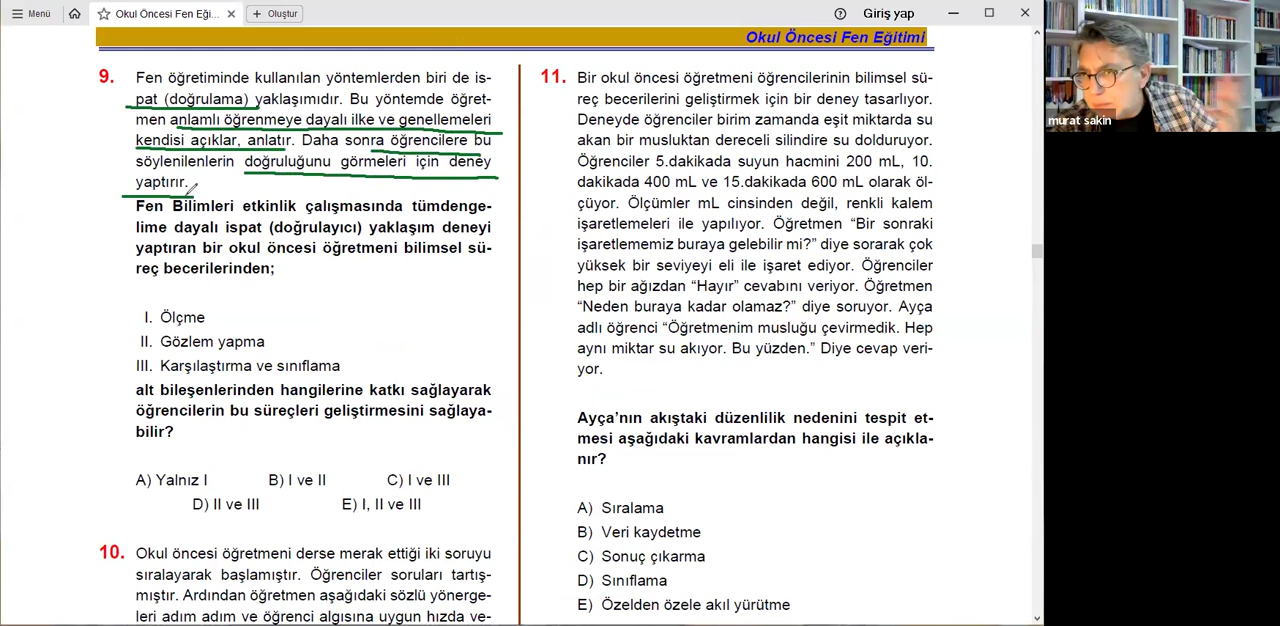 Menü
Okul Öncesi Fen Eği...
Oluştur
Giriş yap
Okul Öncesi Fen Eğitimi
9. Fen öğretiminde kullanılan yöntemlerden biri de is-
pat (doğrulama) yaklaşımıdır. Bu yöntemde öğret-
men anlamlı öğrenmeye dayalı ilke ve genellemeleri
kendisi açıklar, anlatır. Daha sonra öğrencilere bu
söylenilenlerin doğruluğunu görmeleri için deney
yaptırır.
Fen Bilimleri etkinlik çalışmasında tümdenge-
lime dayalı ispat (doğrulayıcı) yaklaşım deneyi
yaptıran bir okul öncesi öğretmeni bilimsel sü-
reç becerilerinden;
I. Ölçme
II. Gözlem yapma
III. Karşılaştırma ve sınıflama
alt bileşenlerinden hangilerine katkı sağlayarak
öğrencilerin bu süreçleri geliştirmesini sağlaya-
bilir?
A) Yalnız I B) I ve II C) I ve III
D) II ve III E) I, II ve III
10. Okul öncesi öğretmeni derse merak ettiği iki soruyu
sıralayarak başlamıştır. Öğrenciler soruları tartış-
mıştır. Ardından öğretmen aşağıdaki sözlü yönerge-
leri adım adım ve öğrenci algısına uygun hızda ve-
11. Bir okul öncesi öğretmeni öğrencilerinin bilimsel sü-
reç becerilerini geliştirmek için bir deney tasarlıyor.
Deneyde öğrenciler birim zamanda eşit miktarda su
akan bir musluktan dereceli silindire su dolduruyor.
Öğrenciler 5.dakikada suyun hacmini 200 mL, 10.
dakikada 400 mL ve 15.dakikada 600 mL olarak öl-
çüyor. Ölçümler mL cinsinden değil, renkli kalem
işaretlemeleri ile yapılıyor. Öğretmen “Bir sonraki
işaretlememiz buraya gelebilir mi?” diye sorarak çok
yüksek bir seviyeyi eli ile işaret ediyor. Öğrenciler
hep bir ağızdan “Hayır” cevabını veriyor. Öğretmen
“Neden buraya kadar olamaz?” diye soruyor. Ayça
adlı öğrenci “Öğretmenim musluğu çevirmedik. Hep
aynı miktar su akıyor. Bu yüzden.” Diye cevap veri-
yor.
Ayça’nın akıştaki düzenlilik nedenini tespit et-
mesi aşağıdaki kavramlardan hangisi ile açıkla-
nır?
A) Sıralama
B) Veri kaydetme
C) Sonuç çıkarma
D) Sınıflama
E) Özelden özele akıl yürütme
murat sakin